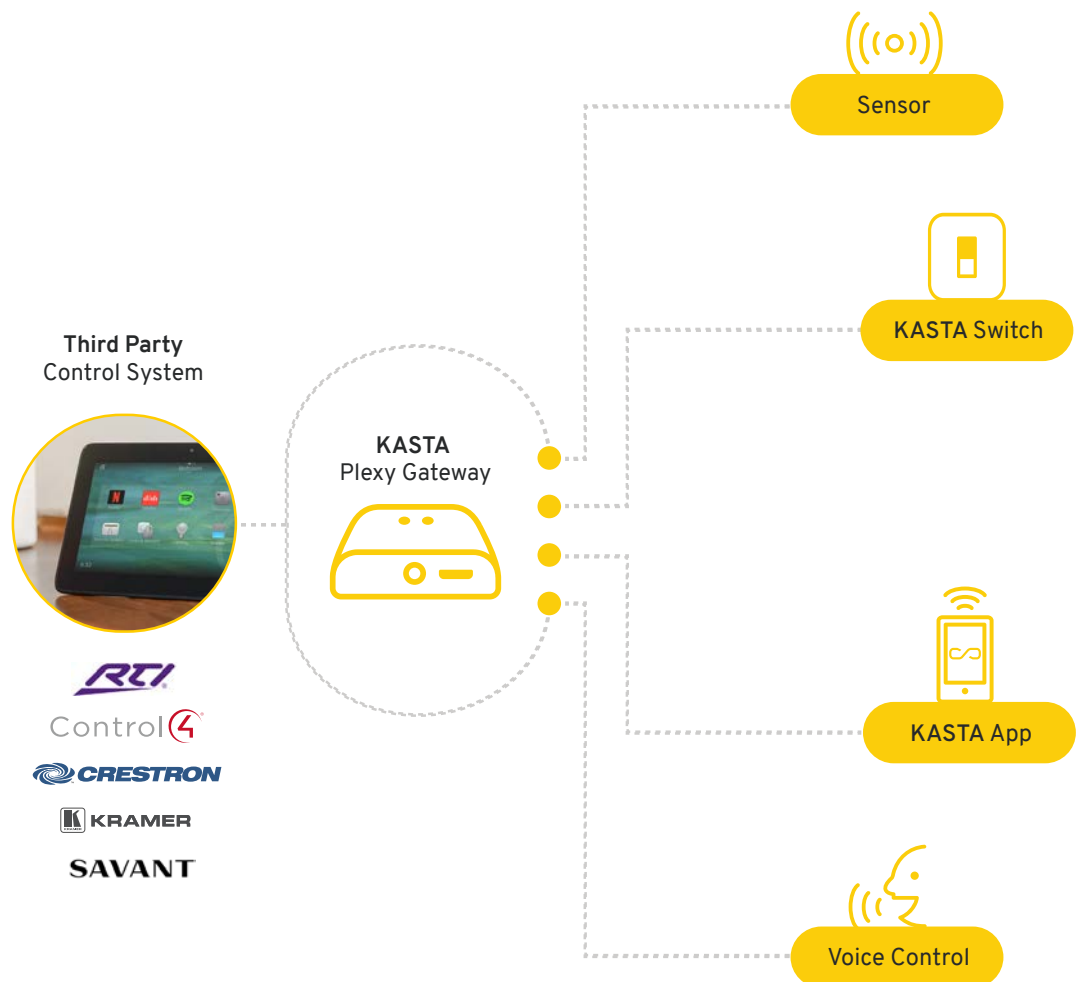 Sensor
KASTA Switch
Third Party
Control System
KASTA
Plexy Gateway
RTI
Control4
CRESTRON
KRAMER
SAVANT
KASTA App
Voice Control